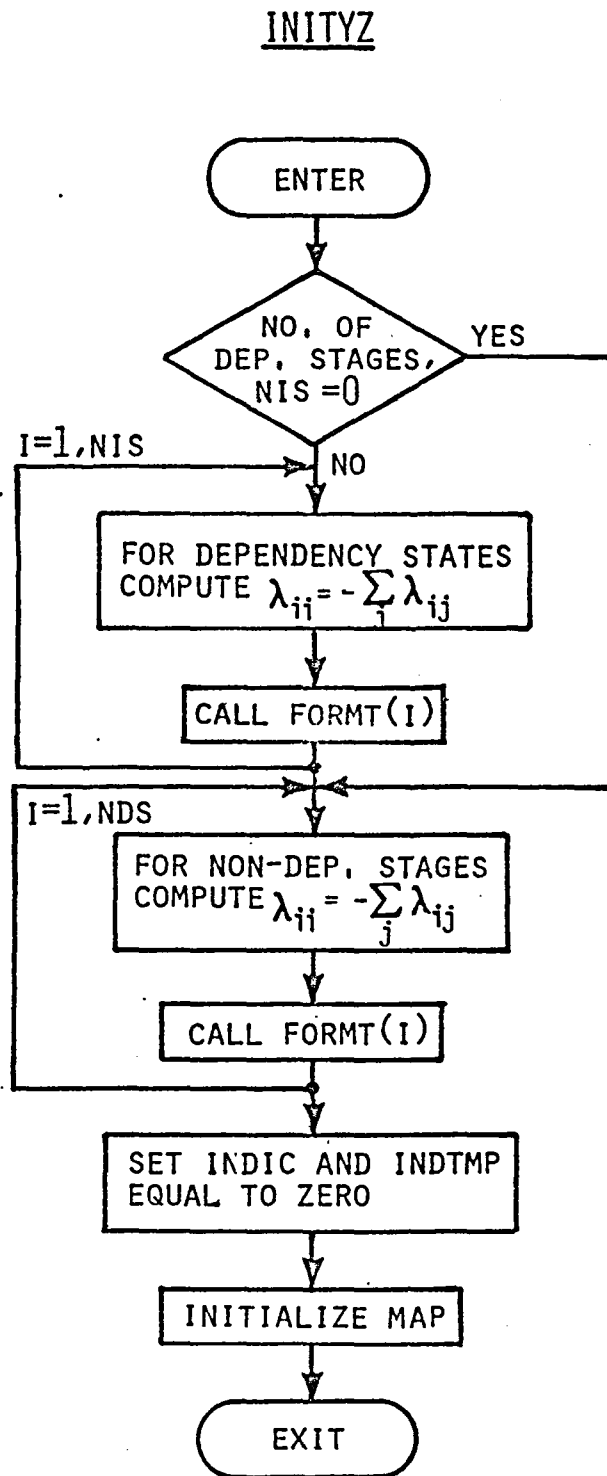 INITYZ
ENTER
NO. OF
DEP. STAGES,
NIS =0
YES
I=1,NIS
NO
FOR DEPENDENCY STATES
COMPUTE λii = -∑j λij
CALL FORMT(I)
I=1,NDS
FOR NON-DEP. STAGES
COMPUTE λii = -∑j λij
CALL FORMT(I)
SET INDIC AND INDTMP
EQUAL TO ZERO
INITIALIZE MAP
EXIT